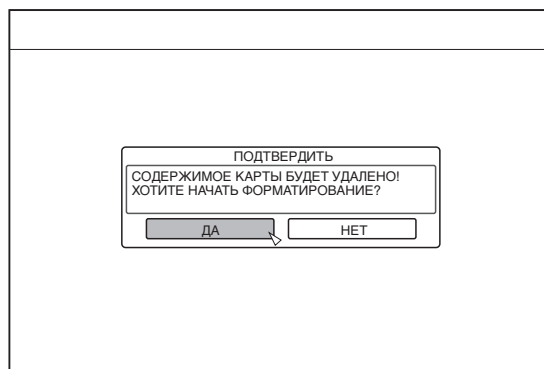 ПОДТВЕРДИТЬ
СОДЕРЖИМОЕ КАРТЫ БУДЕТ УДАЛЕНО!
ХОТИТЕ НАЧАТЬ ФОРМАТИРОВАНИЕ?
ДА НЕТ